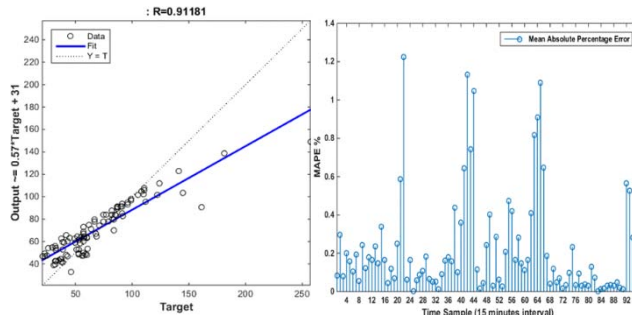 : R=0.91181
Output ~= 0.57*Target + 31
240
220
200
180
160
140
120
100
80
60
40
Data
Fit
Y = T
50
100
150
200
250
Target
MAPE %
1.4
1.2
1
0.8
0.6
0.4
0.2
0
Mean Absolute Percentage Error
4 8 12 16 20 24 28 32 36 40 44 48 52 56 60 64 68 72 76 80 84 88 92
Time Sample (15 minutes interval)